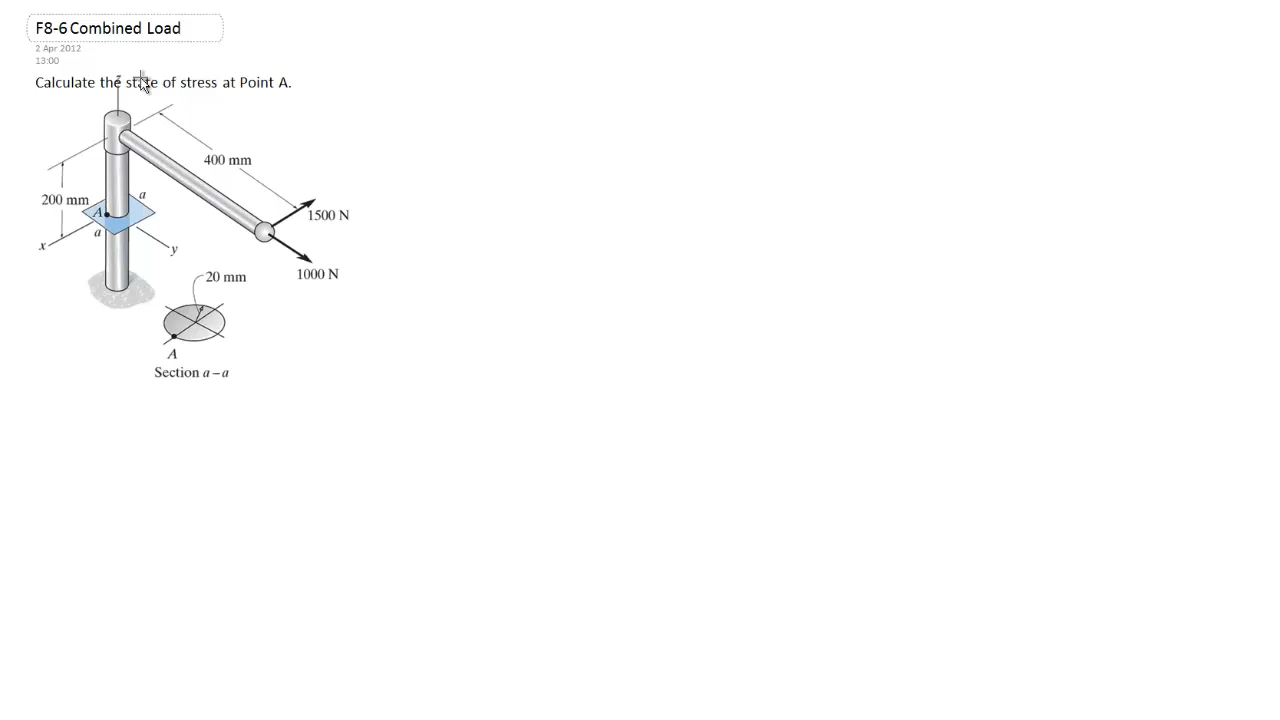 F8-6 Combined Load
2 Apr 2012
13:00
Calculate the state of stress at Point A.
z
400 mm
a
200 mm
A
1500 N
a
x
y
1000 N
20 mm
A
Section a – a